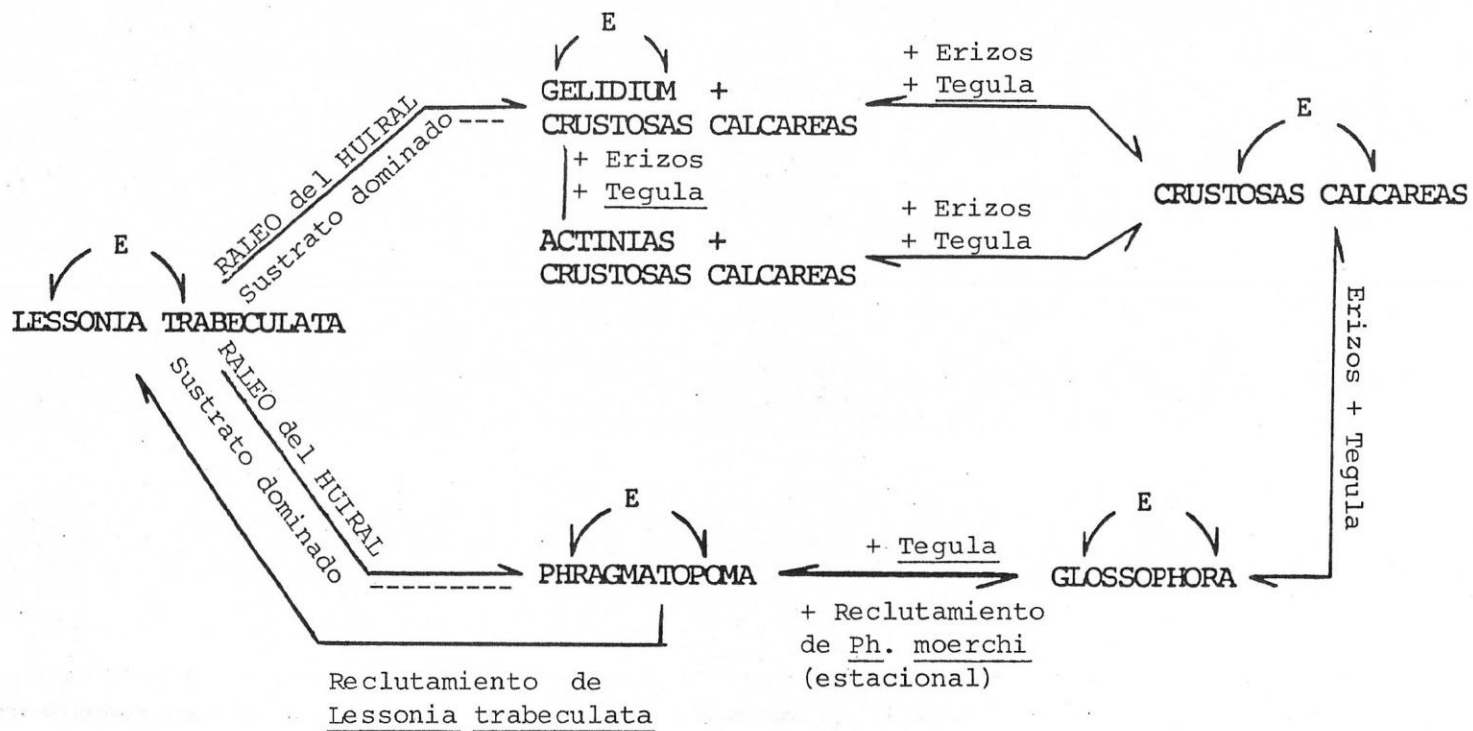 E
GELIDIUM +
CRUSTOSAS CALCAREAS
+ Erizos
+ Tegula
ACTINIAS +
CRUSTOSAS CALCAREAS
+ Erizos
+ Tegula
+ Erizos
+ Tegula
E
CRUSTOSAS CALCAREAS
RALEO del HUIRAL
Sustrato dominado
E
LESSONIA TRABECULATA
RALEO del HUIRAL
Sustrato dominado
Erizos + Tegula
E
PHRAGMATOPOMA
+ Tegula
E
GLOSSOPHORA
+ Reclutamiento
de Ph. moerchi
(estacional)
Reclutamiento de
Lessonia trabeculata